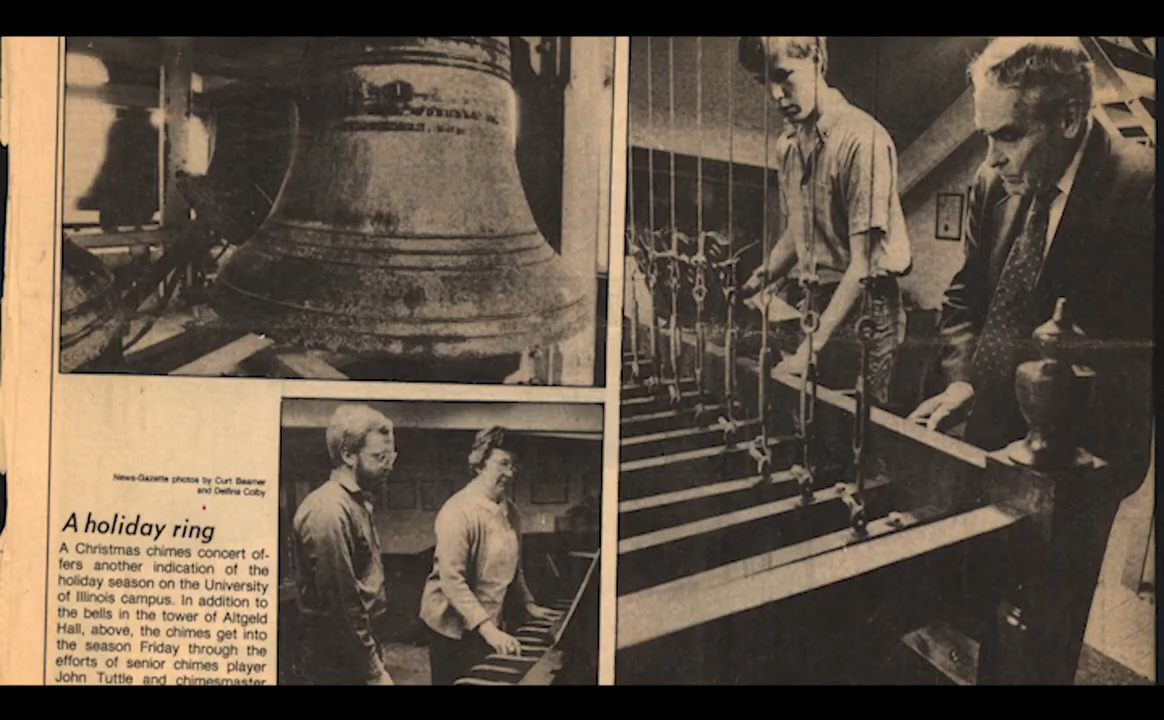 News-Gazette photos by Curt Beamer
and Delfina Colby
A holiday ring
A Christmas chimes concert of-
fers another indication of the
holiday season on the University
of Illinois campus. In addition to
the bells in the tower of Altgeld
Hall, above, the chimes get into
the season Friday through the
efforts of senior chimes player
John Tuttle and chimesmaster